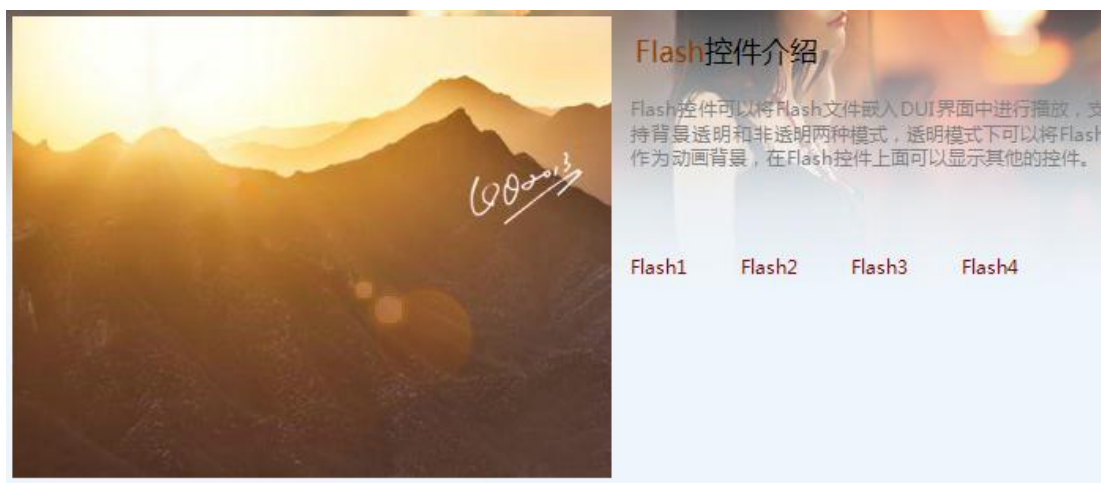 Flash控件介绍
Flash控件可以将Flash文件嵌入DUI界面中进行播放，支
持背景透明和非透明两种模式，透明模式下可以将Flash
作为动画背景，在Flash控件上面可以显示其他的控件。
QQ2013
Flash1 Flash2 Flash3 Flash4